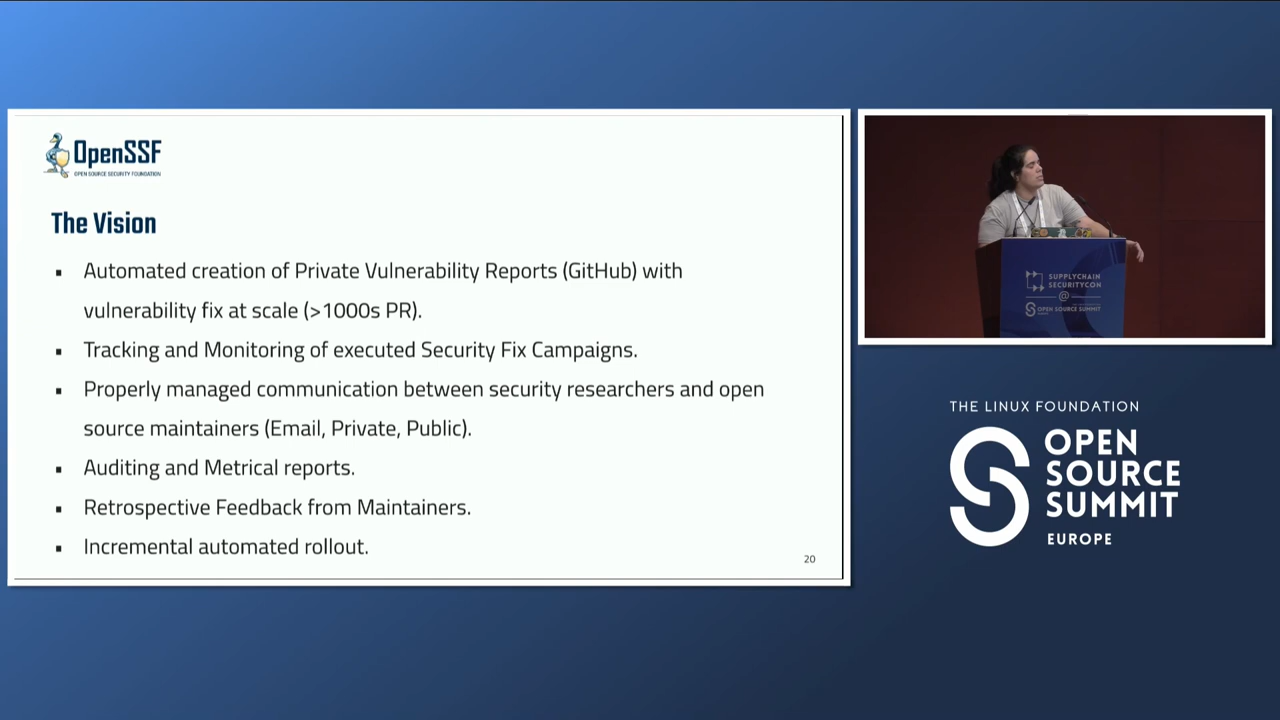 OpenSSF
OPEN SOURCE SECURITY FOUNDATION
The Vision
▪ Automated creation of Private Vulnerability Reports (GitHub) with
vulnerability fix at scale (>1000s PR).
▪ Tracking and Monitoring of executed Security Fix Campaigns.
▪ Properly managed communication between security researchers and open
source maintainers (Email, Private, Public).
▪ Auditing and Metrical reports.
▪ Retrospective Feedback from Maintainers.
▪ Incremental automated rollout.
20
SUPPLYCHAIN
SECURITYCON
@
OPEN SOURCE SUMMIT
THE LINUX FOUNDATION
OPEN
SOURCE
SUMMIT
EUROPE